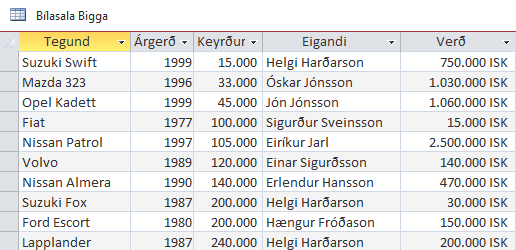 Bílasala Bigga
Tegund Árgerð Keyrður Eigandi Verð
Suzuki Swift 1999 15.000 Helgi Harðarson 750.000 ISK
Mazda 323 1996 33.000 Óskar Jónsson 1.030.000 ISK
Opel Kadett 1999 45.000 Jón Jónsson 1.060.000 ISK
Fiat 1977 100.000 Sigurður Sveinsson 15.000 ISK
Nissan Patrol 1997 105.000 Eiríkur Jarl 2.500.000 ISK
Volvo 1989 120.000 Einar Sigurðsson 140.000 ISK
Nissan Almera 1990 140.000 Erlendur Hansson 470.000 ISK
Suzuki Fox 1987 200.000 Helgi Harðarson 30.000 ISK
Ford Escort 1980 200.000 Hængur Fróðason 150.000 ISK
Lapplander 1987 240.000 Helgi Harðarson 200.000 ISK